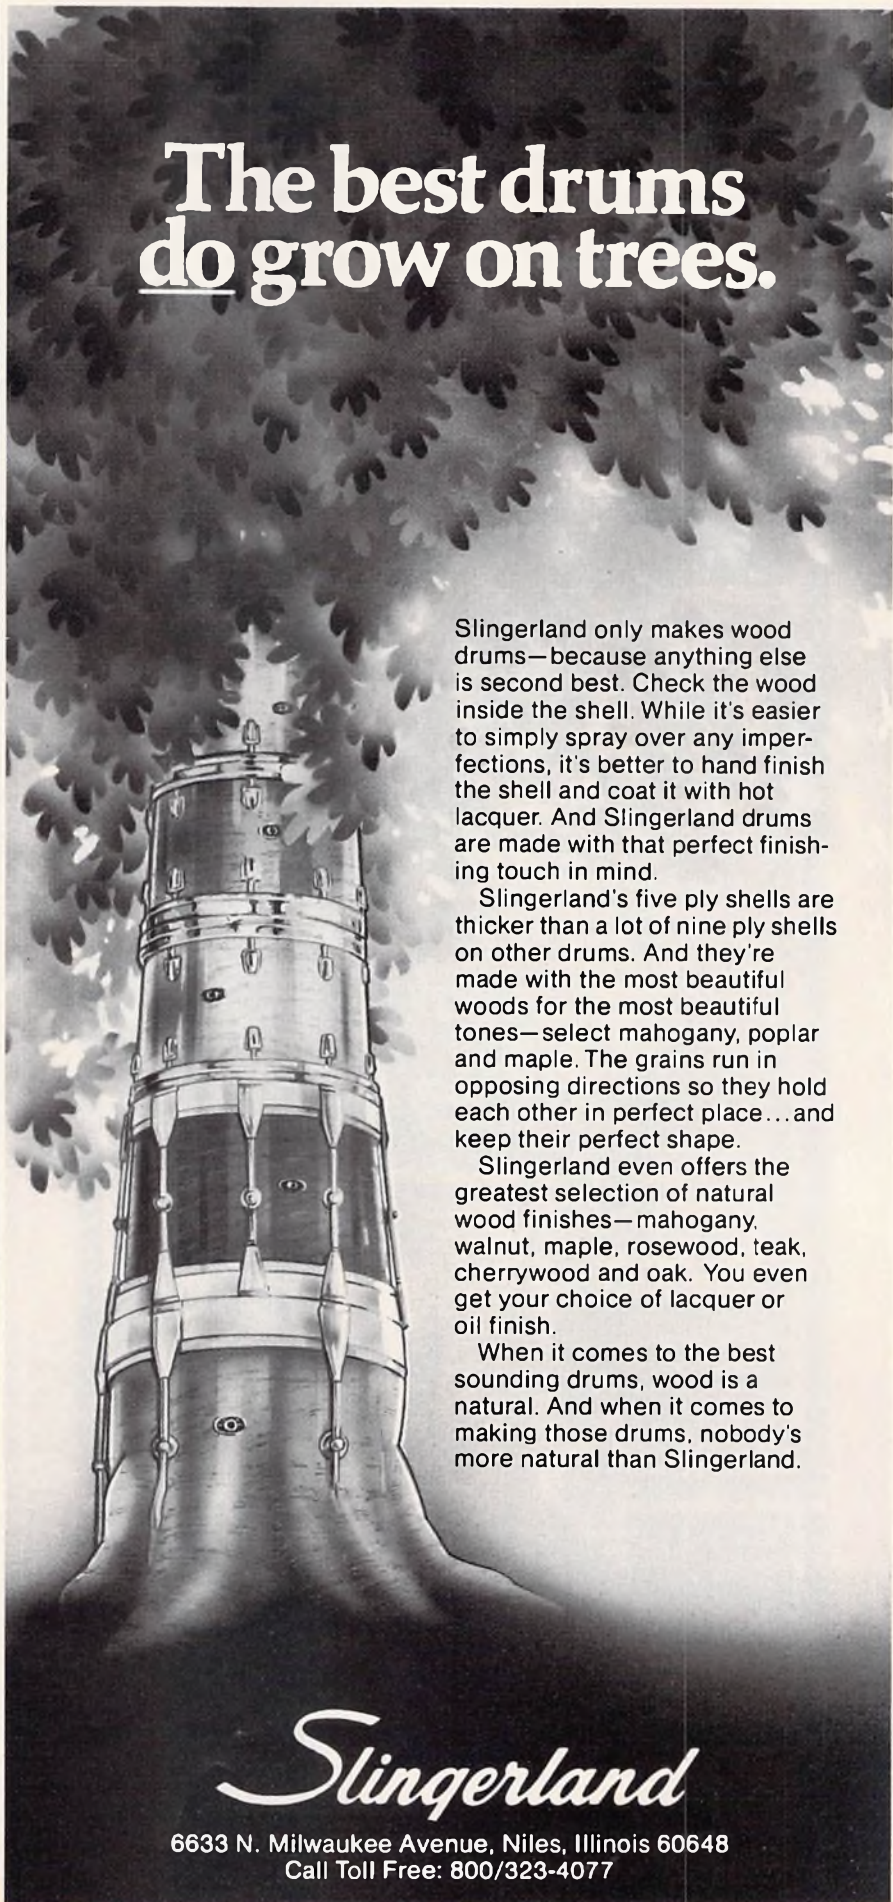 The best drums
do grow on trees.
Slingerland only makes wood
drums—because anything else
is second best. Check the wood
inside the shell. While it's easier
to simply spray over any imper-
fections, it's better to hand finish
the shell and coat it with hot
lacquer. And Slingerland drums
are made with that perfect finish-
ing touch in mind.
Slingerland's five ply shells are
thicker than a lot of nine ply shells
on other drums. And they're
made with the most beautiful
woods for the most beautiful
tones—select mahogany, poplar
and maple. The grains run in
opposing directions so they hold
each other in perfect place...and
keep their perfect shape.
Slingerland even offers the
greatest selection of natural
wood finishes—mahogany,
walnut, maple, rosewood, teak,
cherrywood and oak. You even
get your choice of lacquer or
oil finish.
When it comes to the best
sounding drums, wood is a
natural. And when it comes to
making those drums, nobody's
more natural than Slingerland.
Slingerland
6633 N. Milwaukee Avenue, Niles, Illinois 60648
Call Toll Free: 800/323-4077